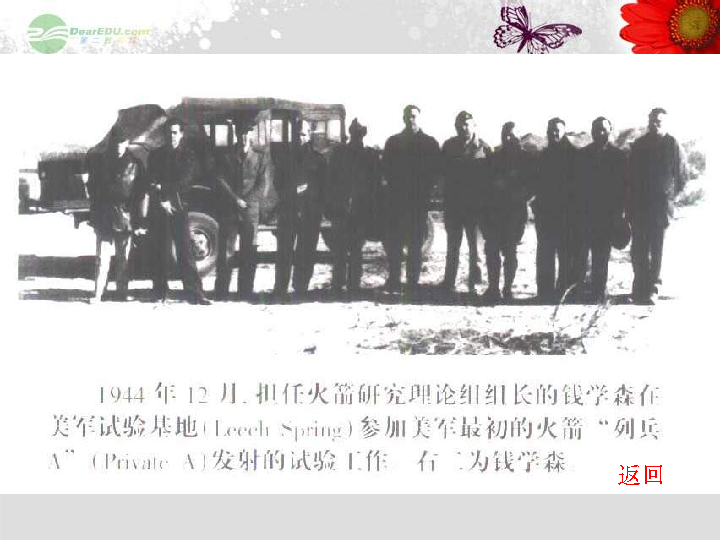 DearEDU.com
1944 年 12 月,担任火箭研究理论组组长的钱学森在
美军试验基地(Leech Spring)参加美军最初的火箭“列兵
A”(Private A)发射的试验工作。右二为钱学森。
返回